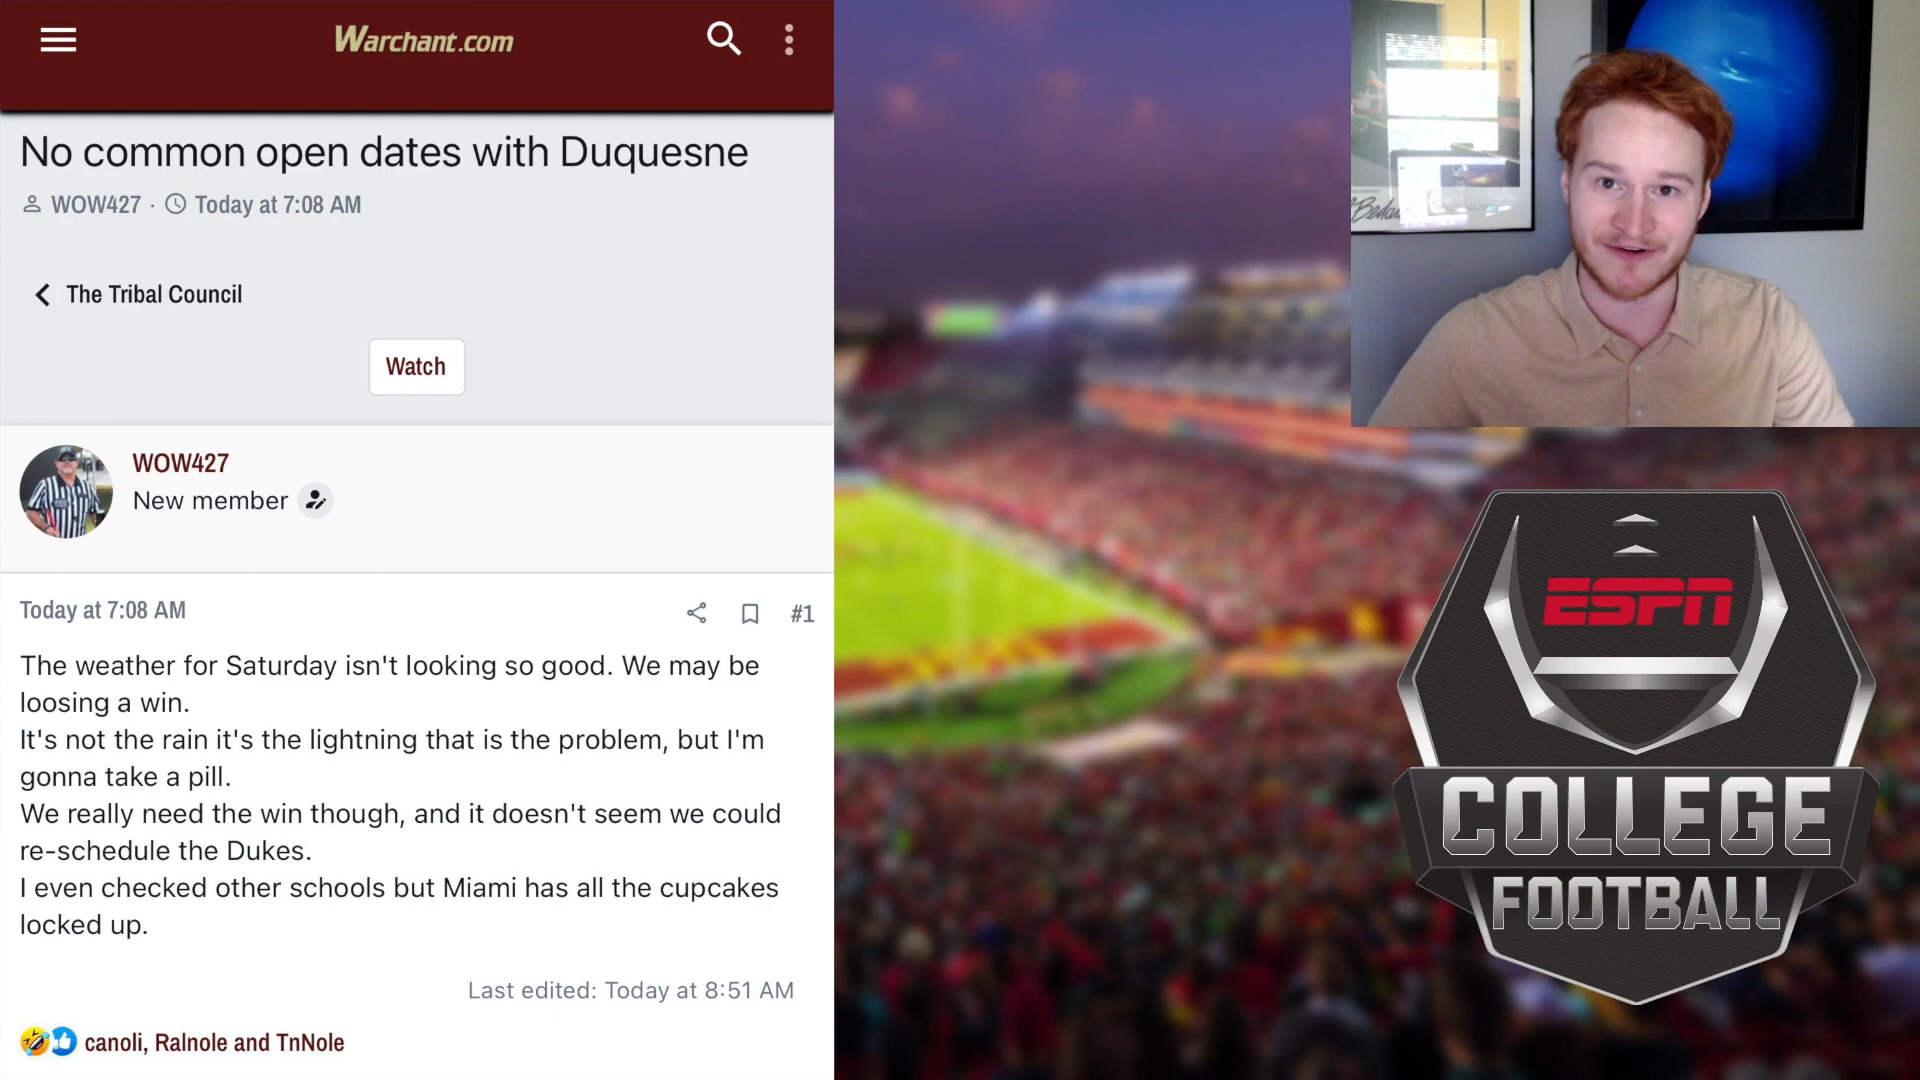 Warchant.com
No common open dates with Duquesne
WOW427 · Today at 7:08 AM
The Tribal Council
Watch
WOW427
New member
Today at 7:08 AM
#1
The weather for Saturday isn't looking so good. We may be
loosing a win.
It's not the rain it's the lightning that is the problem, but I'm
gonna take a pill.
We really need the win though, and it doesn't seem we could
re-schedule the Dukes.
I even checked other schools but Miami has all the cupcakes
locked up.
Last edited: Today at 8:51 AM
canoli, Ralnole and TnNole
ESPN
COLLEGE
FOOTBALL